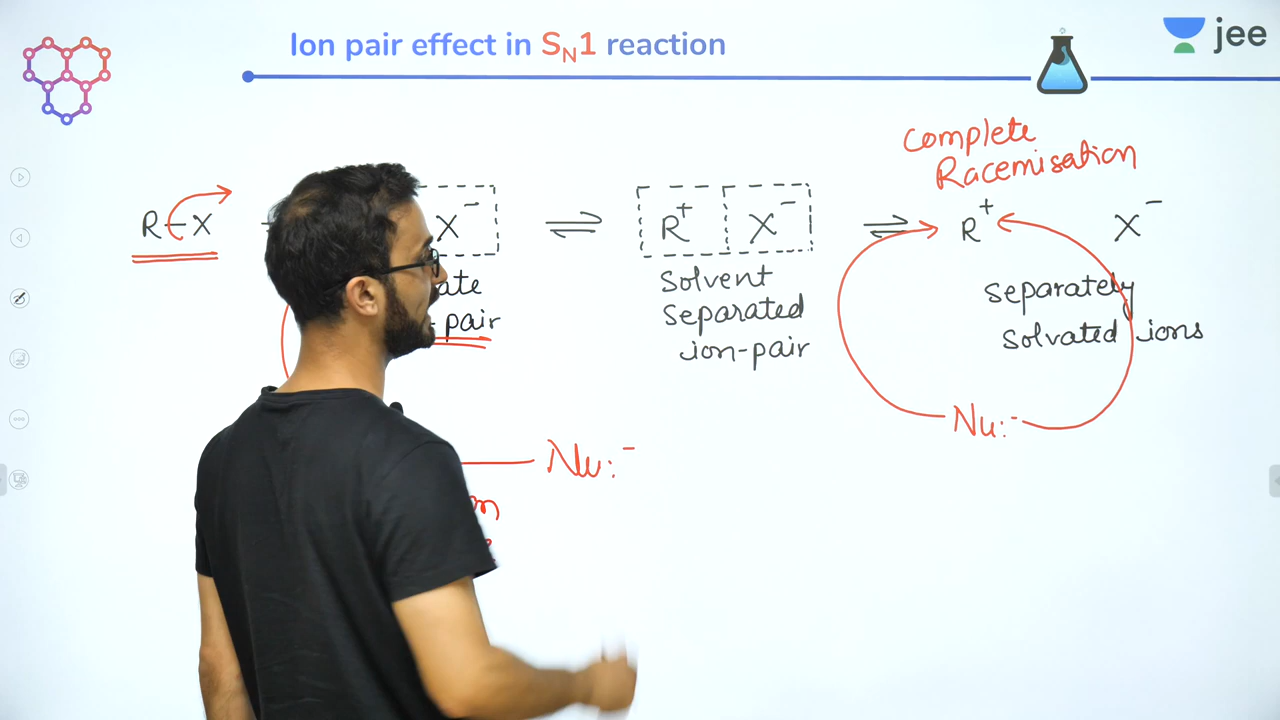 Ion pair effect in SN1 reaction
jee
Complete
Racemisation
R-X
X⁻
⇌
R⁺ X⁻
⇌
R⁺ X⁻
pair
Solvent
Separated
ion-pair
separately
solvated ions
Nu:⁻
Nu:⁻